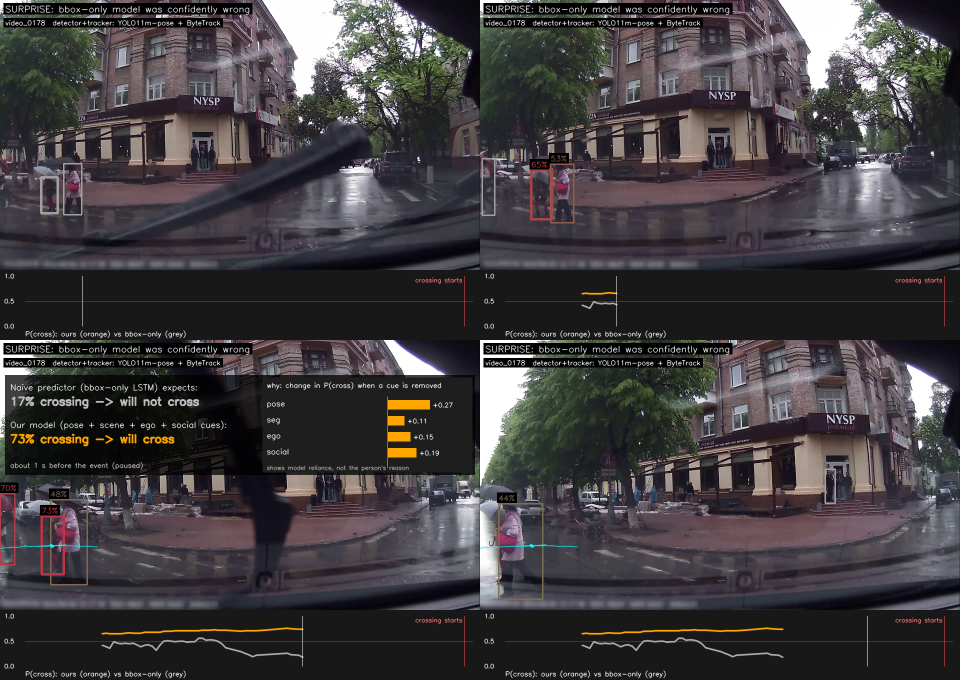 SURPRISE: bbox-only model was confidently wrong
video_0178 detector+tracker: YOLO11m-pose + ByteTrack
NYSP
ZZA
1.0
0.5
0.0
crossing starts
P(cross): ours (orange) vs bbox-only (grey)
SURPRISE: bbox-only model was confidently wrong
video_0178 detector+tracker: YOLO11m-pose + ByteTrack
NYSP
65%
53%
1.0
0.5
0.0
crossing starts
P(cross): ours (orange) vs bbox-only (grey)
SURPRISE: bbox-only model was confidently wrong
video_0178 detector+tracker: YOLO11m-pose + ByteTrack
Naive predictor (bbox-only LSTM) expects:
17% crossing -> will not cross
Our model (pose + scene + ego + social cues):
73% crossing -> will cross
about 1 s before the event (paused)
why: change in P(cross) when a cue is removed
pose +0.27
seg +0.11
ego +0.15
social +0.19
shows model reliance, not the person's reason
70%
48%
73%
1.0
0.5
0.0
crossing starts
P(cross): ours (orange) vs bbox-only (grey)
SURPRISE: bbox-only model was confidently wrong
video_0178 detector+tracker: YOLO11m-pose + ByteTrack
NYSP
44%
1.0
0.5
0.0
crossing starts
P(cross): ours (orange) vs bbox-only (grey)